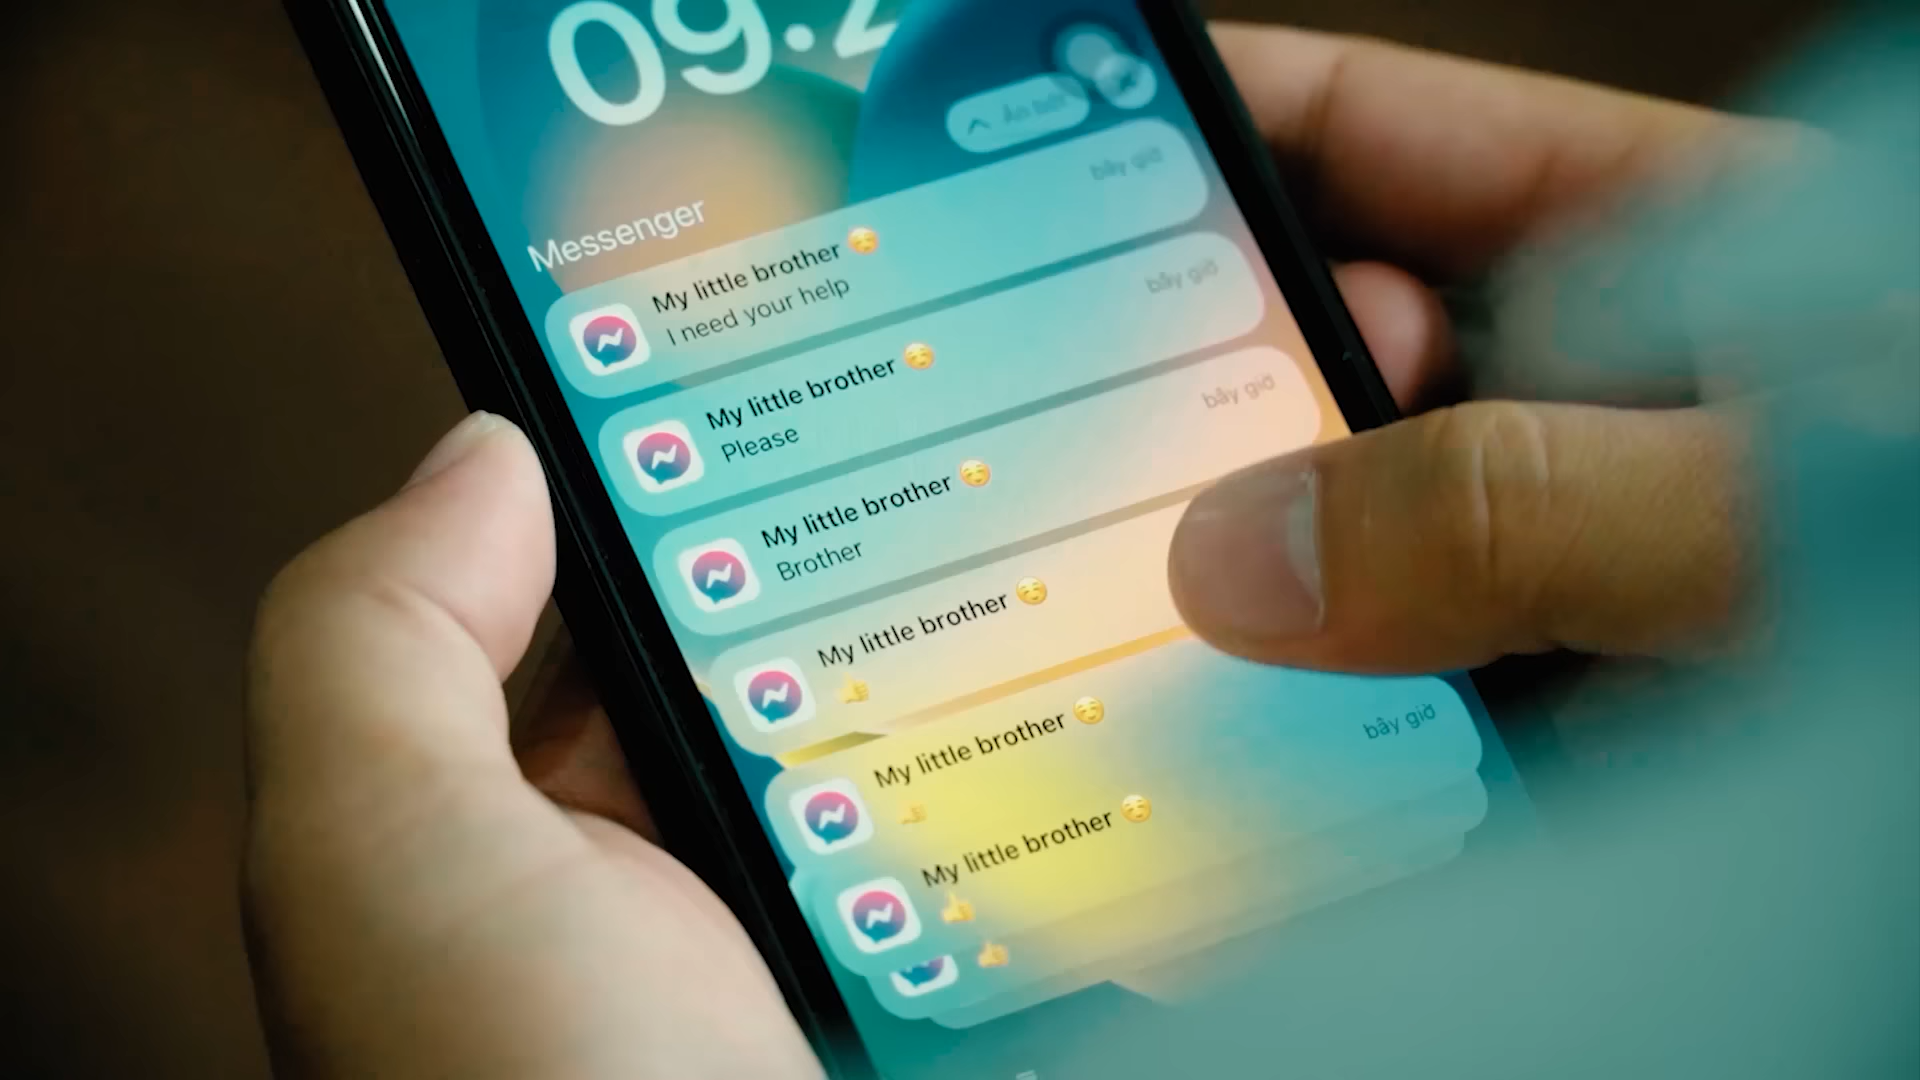 09:2
Messenger
My little brother ☺️
bây giờ
I need your help
My little brother ☺️
bây giờ
Please
My little brother ☺️
bây giờ
Brother
My little brother ☺️
👍
My little brother ☺️
bây giờ
👍
My little brother ☺️
👍
👍